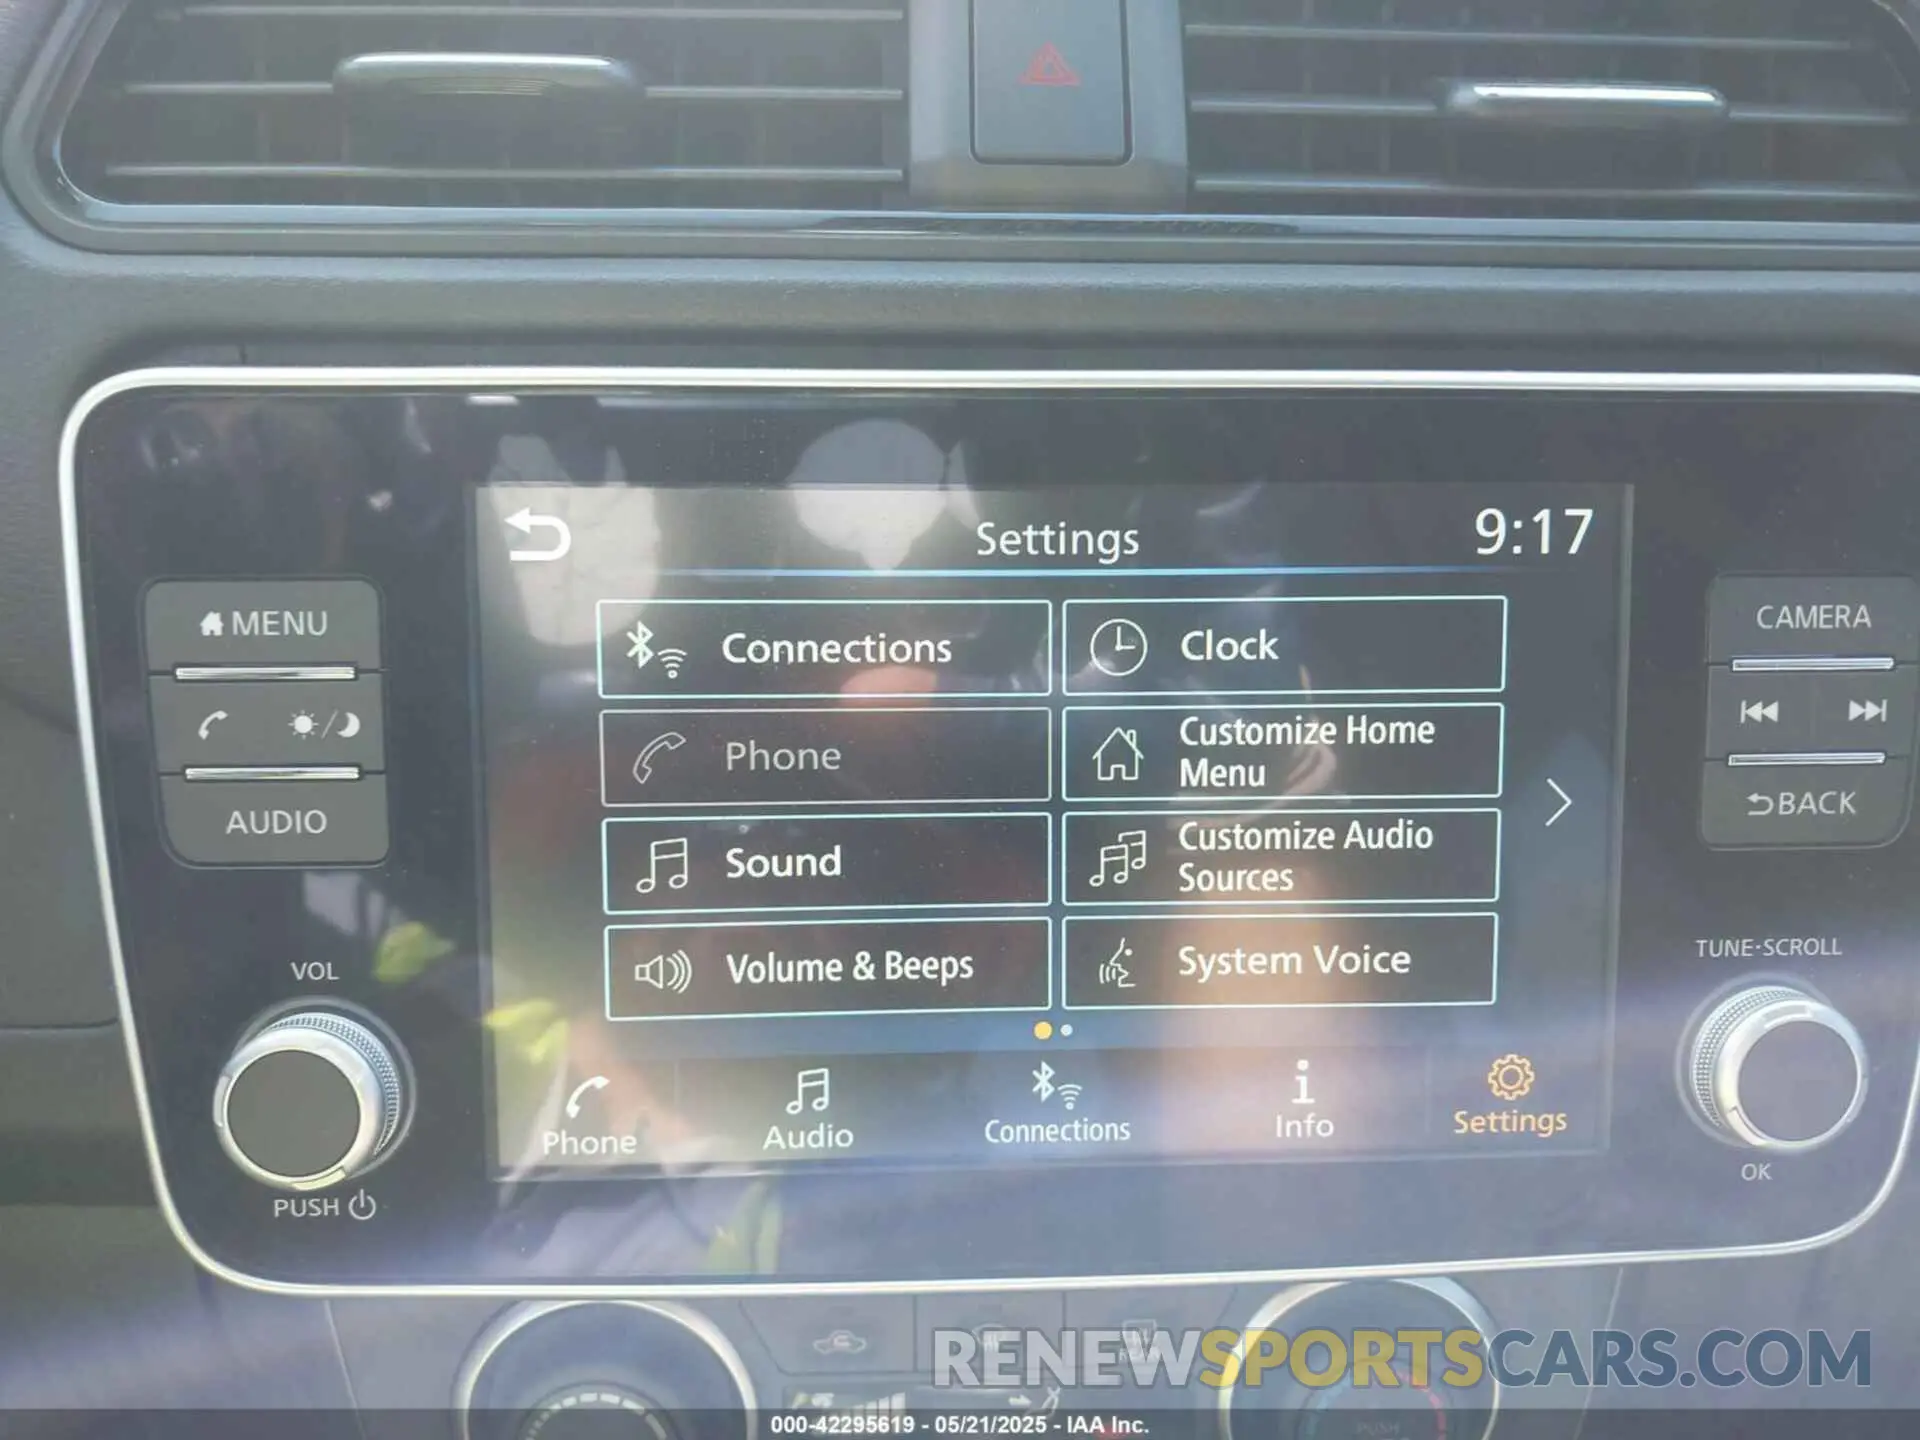 Settings
9:17
MENU
CAMERA
Connections
Clock
Phone
Customize Home
Menu
AUDIO
BACK
Sound
Customize Audio
Sources
Volume & Beeps
System Voice
VOL
TUNE·SCROLL
Phone
Audio
Connections
Info
Settings
PUSH
OK
RENEWSPORTSCARS.COM
PUSH
000-42295619 - 05/21/2025 - IAA Inc.